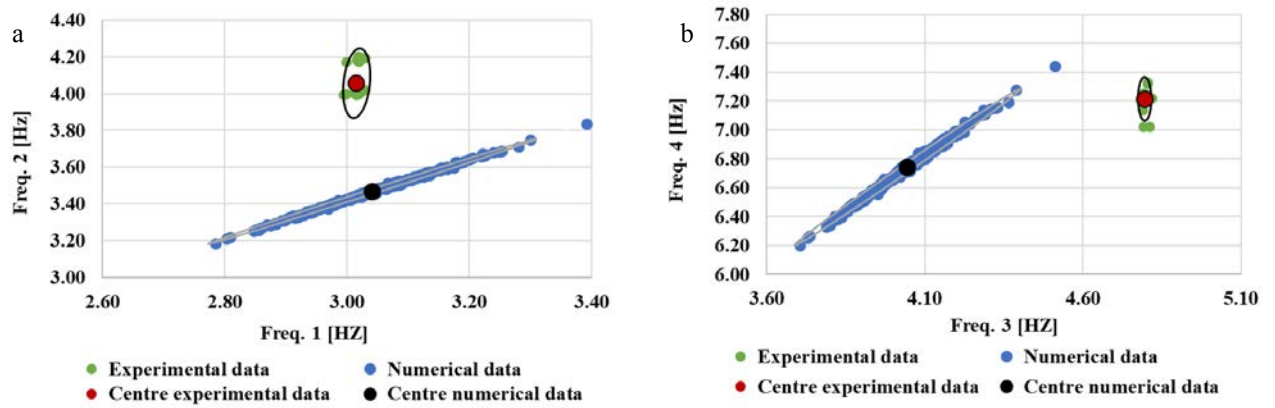 a
4.40
4.20
4.00
3.80
3.60
3.40
3.20
3.00
Freq. 2 [Hz]
2.60 2.80 3.00 3.20 3.40
Freq. 1 [HZ]
Experimental data Numerical data
Centre experimental data Centre numerical data
b
7.80
7.60
7.40
7.20
7.00
6.80
6.60
6.40
6.20
6.00
Freq. 4 [Hz]
3.60 4.10 4.60 5.10
Freq. 3 [HZ]
Experimental data Numerical data
Centre experimental data Centre numerical data